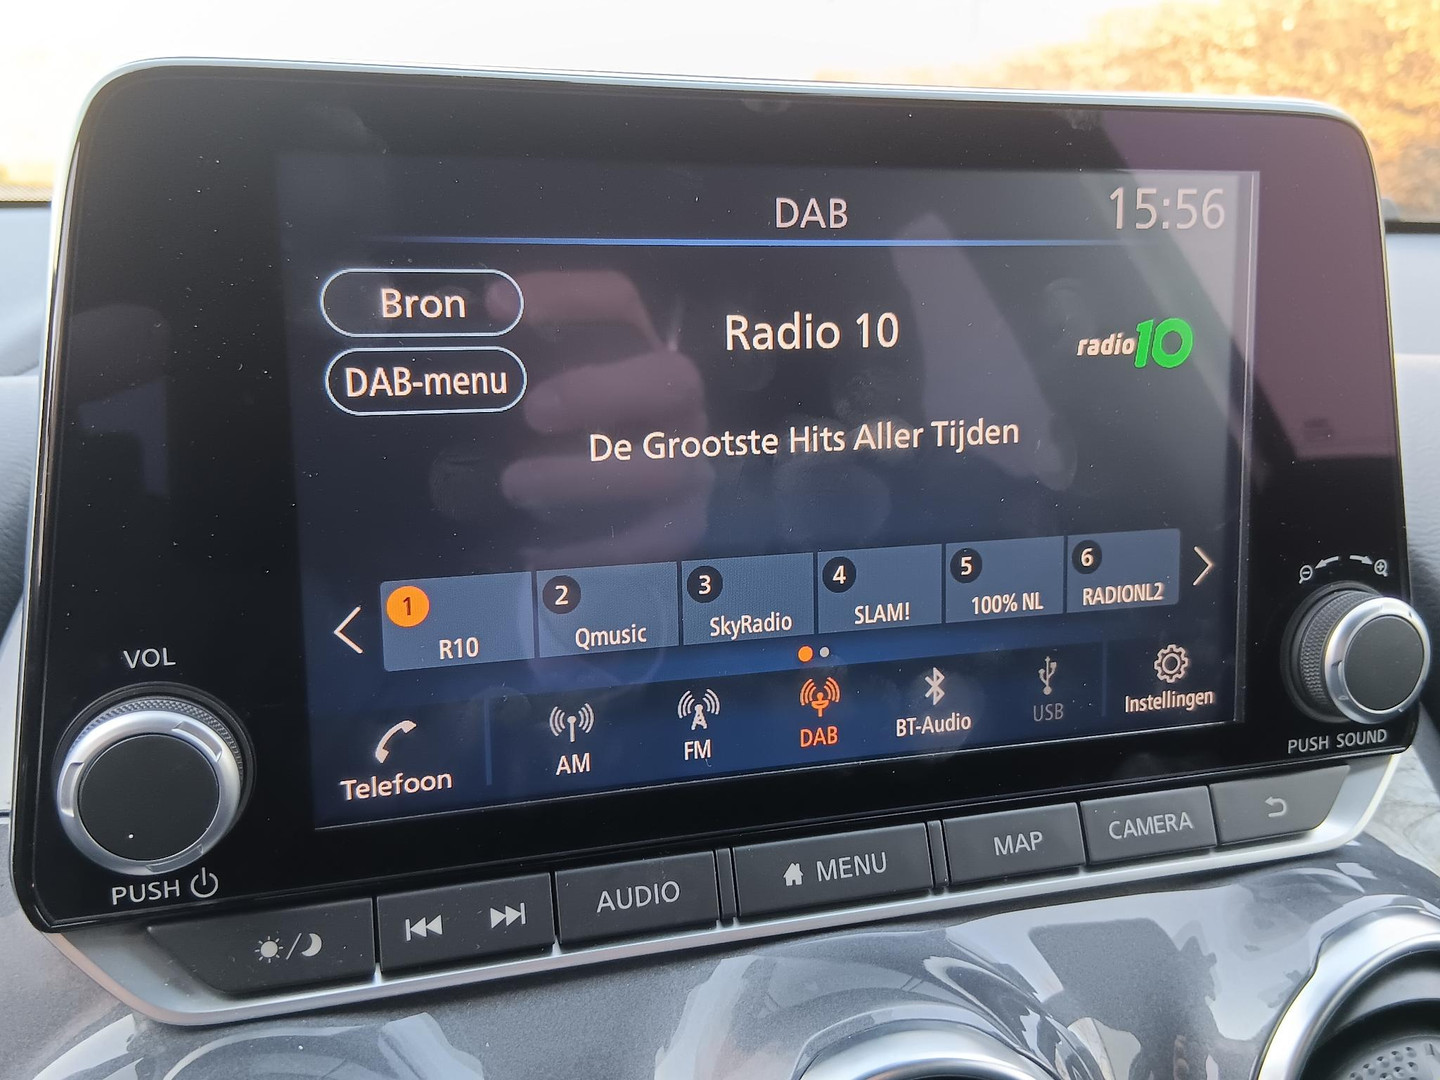 DAB
15:56
Bron
DAB-menu
Radio 10
radio10
De Grootste Hits Aller Tijden
1 R10
2 Qmusic
3 SkyRadio
4 SLAM!
5 100% NL
6 RADIONL2
Telefoon
AM
FM
DAB
BT-Audio
USB
Instellingen
VOL
PUSH
PUSH SOUND
AUDIO
MENU
MAP
CAMERA